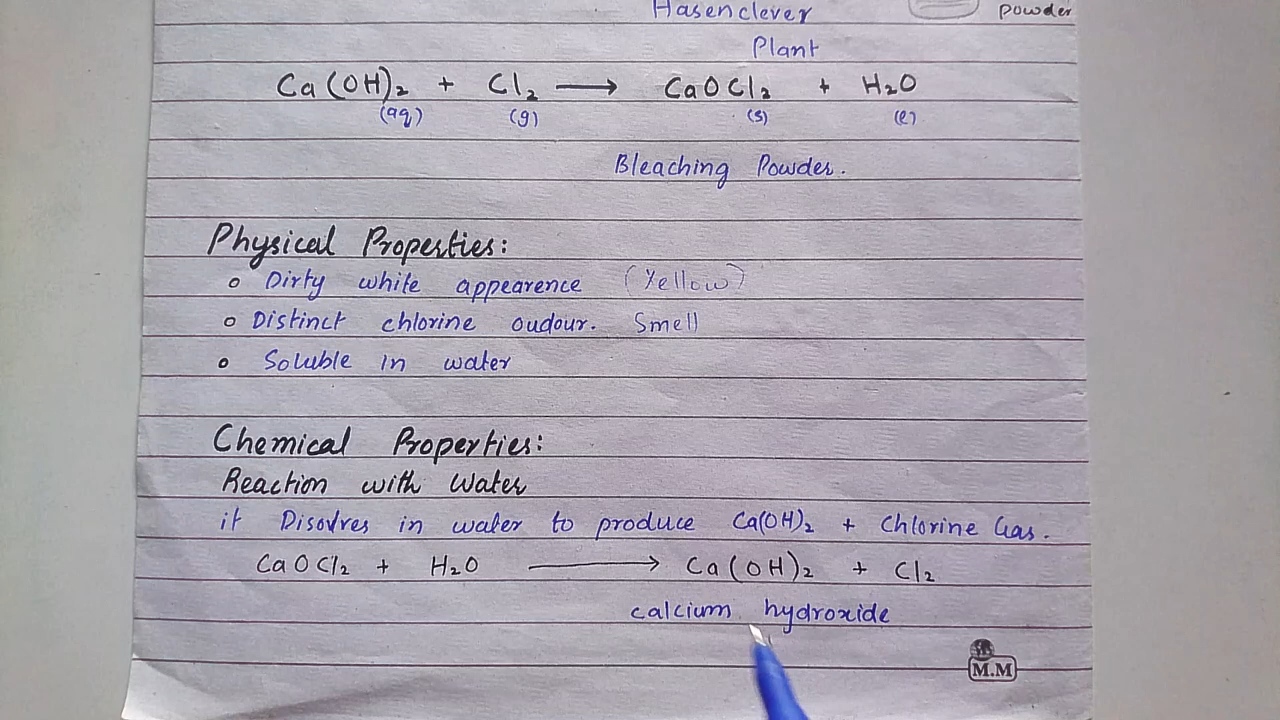 Hasenclever powder
Plant
Ca(OH)₂ + Cl₂ ⟶ CaOCl₂ + H₂O
(aq) (g) (s) (l)
Bleaching Powder.
Physical Properties:
o Dirty white appearence (Yellow)
o Distinct chlorine oudour. Smell
o Soluble in water
Chemical Properties:
Reaction with Water
it Disolves in water to produce Ca(OH)₂ + Chlorine Gas.
CaOCl₂ + H₂O ⟶ Ca(OH)₂ + Cl₂
calcium hydroxide
M.M